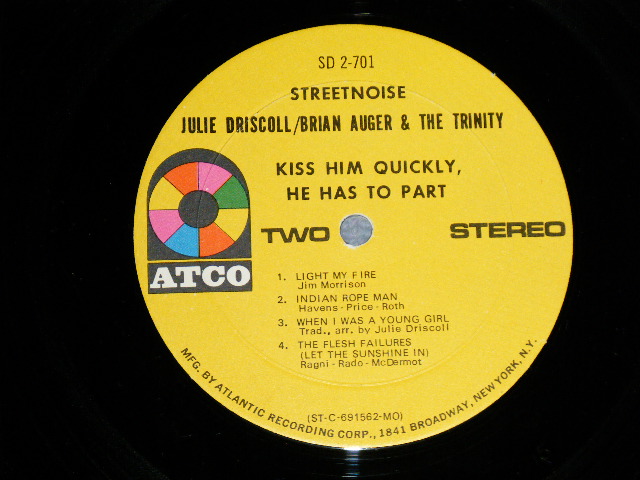 SD 2-701
STREETNOISE
JULIE DRISCOLL/BRIAN AUGER & THE TRINITY
KISS HIM QUICKLY,
HE HAS TO PART
TWO
STEREO
ATCO
1. LIGHT MY FIRE
Jim Morrison
2. INDIAN ROPE MAN
Havens - Price - Roth
3. WHEN I WAS A YOUNG GIRL
Trad., arr. by Julie Driscoll
4. THE FLESH FAILURES
(LET THE SUNSHINE IN)
Ragni - Rado - McDermot
(ST-C-691562-MO)
MFG. BY ATLANTIC RECORDING CORP., 1841 BROADWAY, NEW YORK, N.Y.